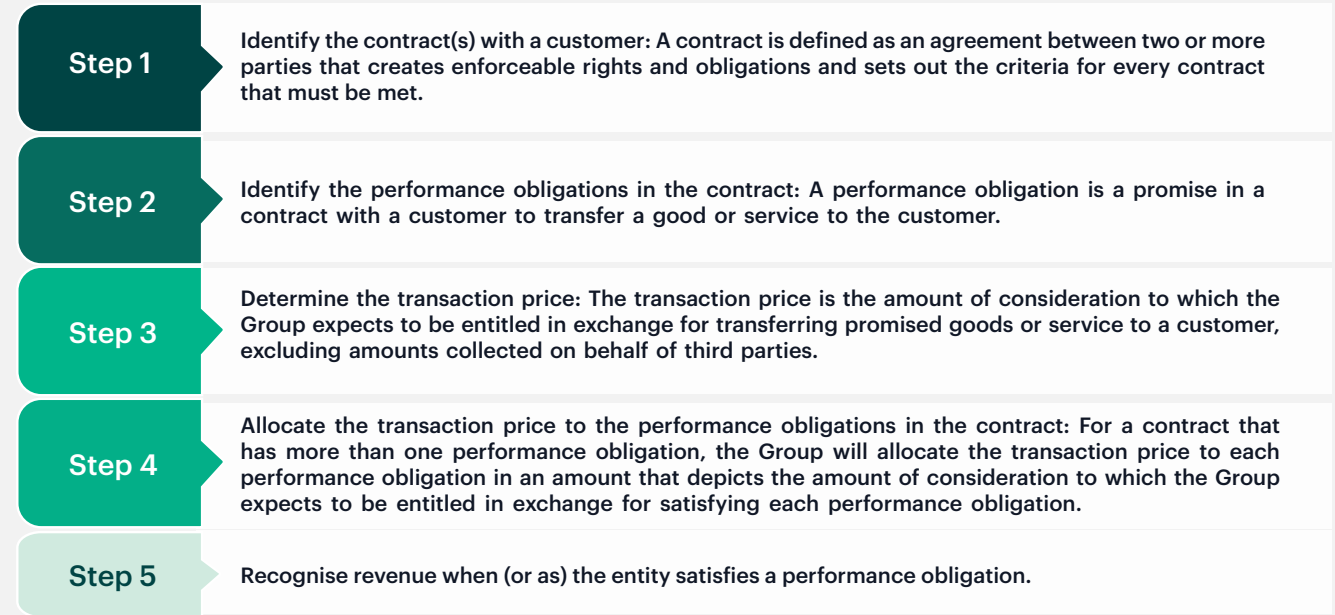 Step 1
Identify the contract(s) with a customer: A contract is defined as an agreement between two or more
parties that creates enforceable rights and obligations and sets out the criteria for every contract
that must be met.
Step 2
Identify the performance obligations in the contract: A performance obligation is a promise in a
contract with a customer to transfer a good or service to the customer.
Step 3
Determine the transaction price: The transaction price is the amount of consideration to which the
Group expects to be entitled in exchange for transferring promised goods or service to a customer,
excluding amounts collected on behalf of third parties.
Step 4
Allocate the transaction price to the performance obligations in the contract: For a contract that
has more than one performance obligation, the Group will allocate the transaction price to each
performance obligation in an amount that depicts the amount of consideration to which the Group
expects to be entitled in exchange for satisfying each performance obligation.
Step 5
Recognise revenue when (or as) the entity satisfies a performance obligation.